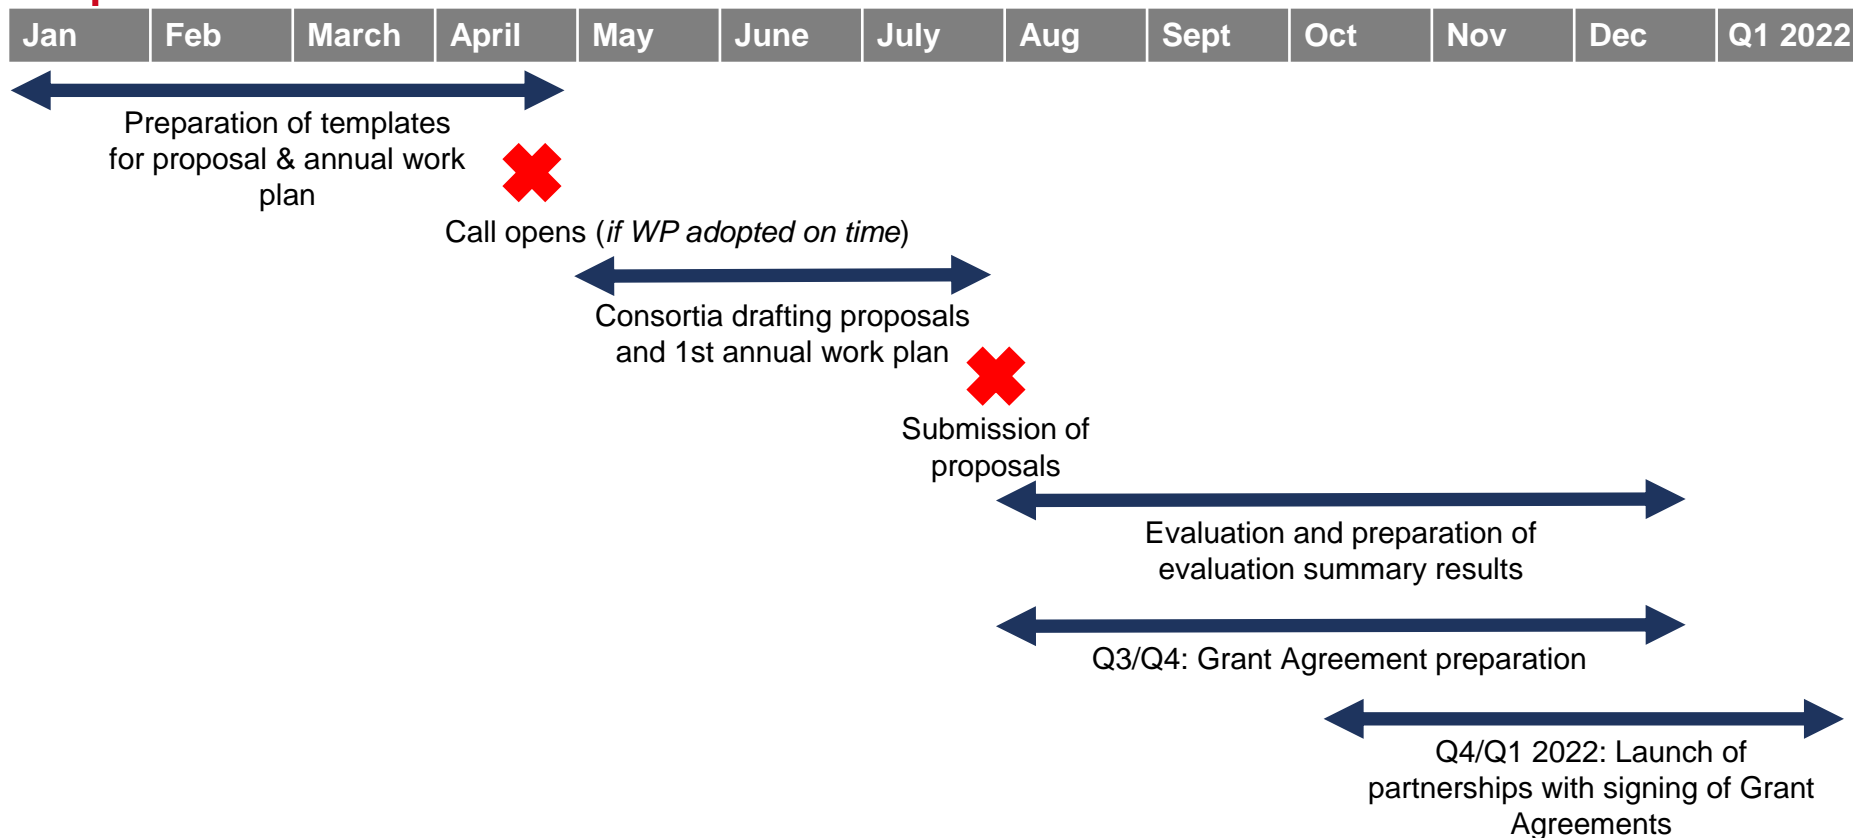 Jan Feb March April May June July Aug Sept Oct Nov Dec Q1 2022
Preparation of templates
for proposal & annual work
plan
Call opens (if WP adopted on time)
Consortia drafting proposals
and 1st annual work plan
Submission of
proposals
Evaluation and preparation of
evaluation summary results
Q3/Q4: Grant Agreement preparation
Q4/Q1 2022: Launch of
partnerships with signing of Grant
Agreements